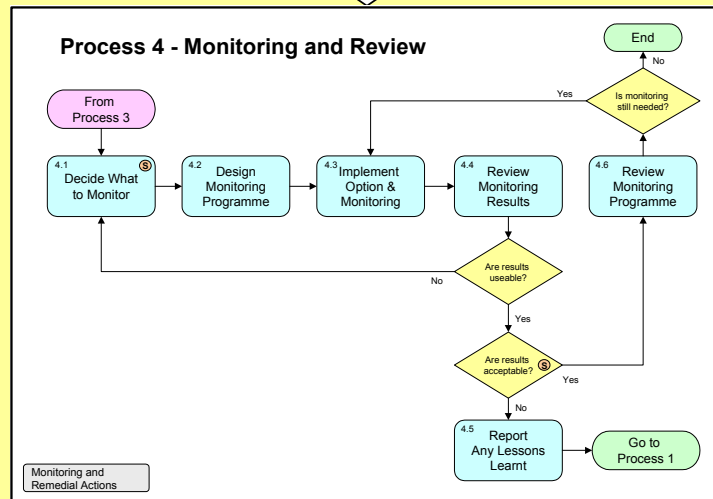 Process 4 - Monitoring and Review
End
No
Is monitoring
still needed?
Yes
From
Process 3
4.1
S
Decide What
to Monitor
4.2
Design
Monitoring
Programme
4.3
Implement
Option &
Monitoring
4.4
Review
Monitoring
Results
4.6
Review
Monitoring
Programme
Are results
useable?
No
Yes
Are results
acceptable?
S
Yes
No
4.5
Report
Any Lessons
Learnt
Go to
Process 1
Monitoring and
Remedial Actions